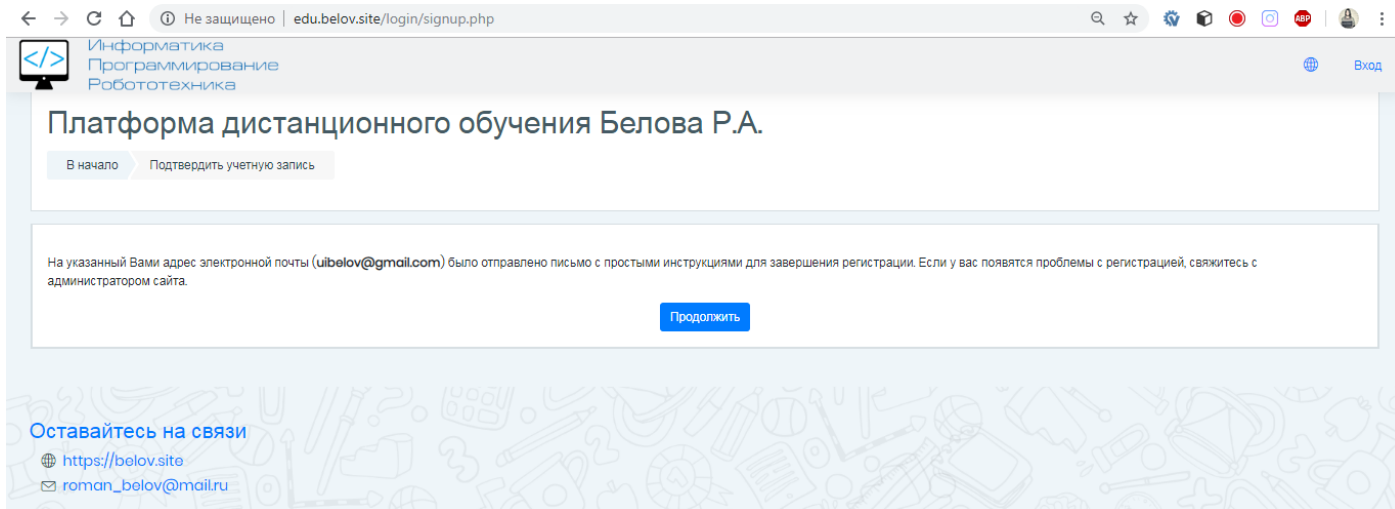 Не защищено | edu.belov.site/login/signup.php
ABP
</>
Информатика
Программирование
Робототехника
Вход
Платформа дистанционного обучения Белова Р.А.
В начало Подтвердить учетную запись
На указанный Вами адрес электронной почты (uibelov@gmail.com) было отправлено письмо с простыми инструкциями для завершения регистрации. Если у вас появятся проблемы с регистрацией, свяжитесь с
администратором сайта.
Продолжить
Оставайтесь на связи
https://belov.site
roman_belov@mail.ru